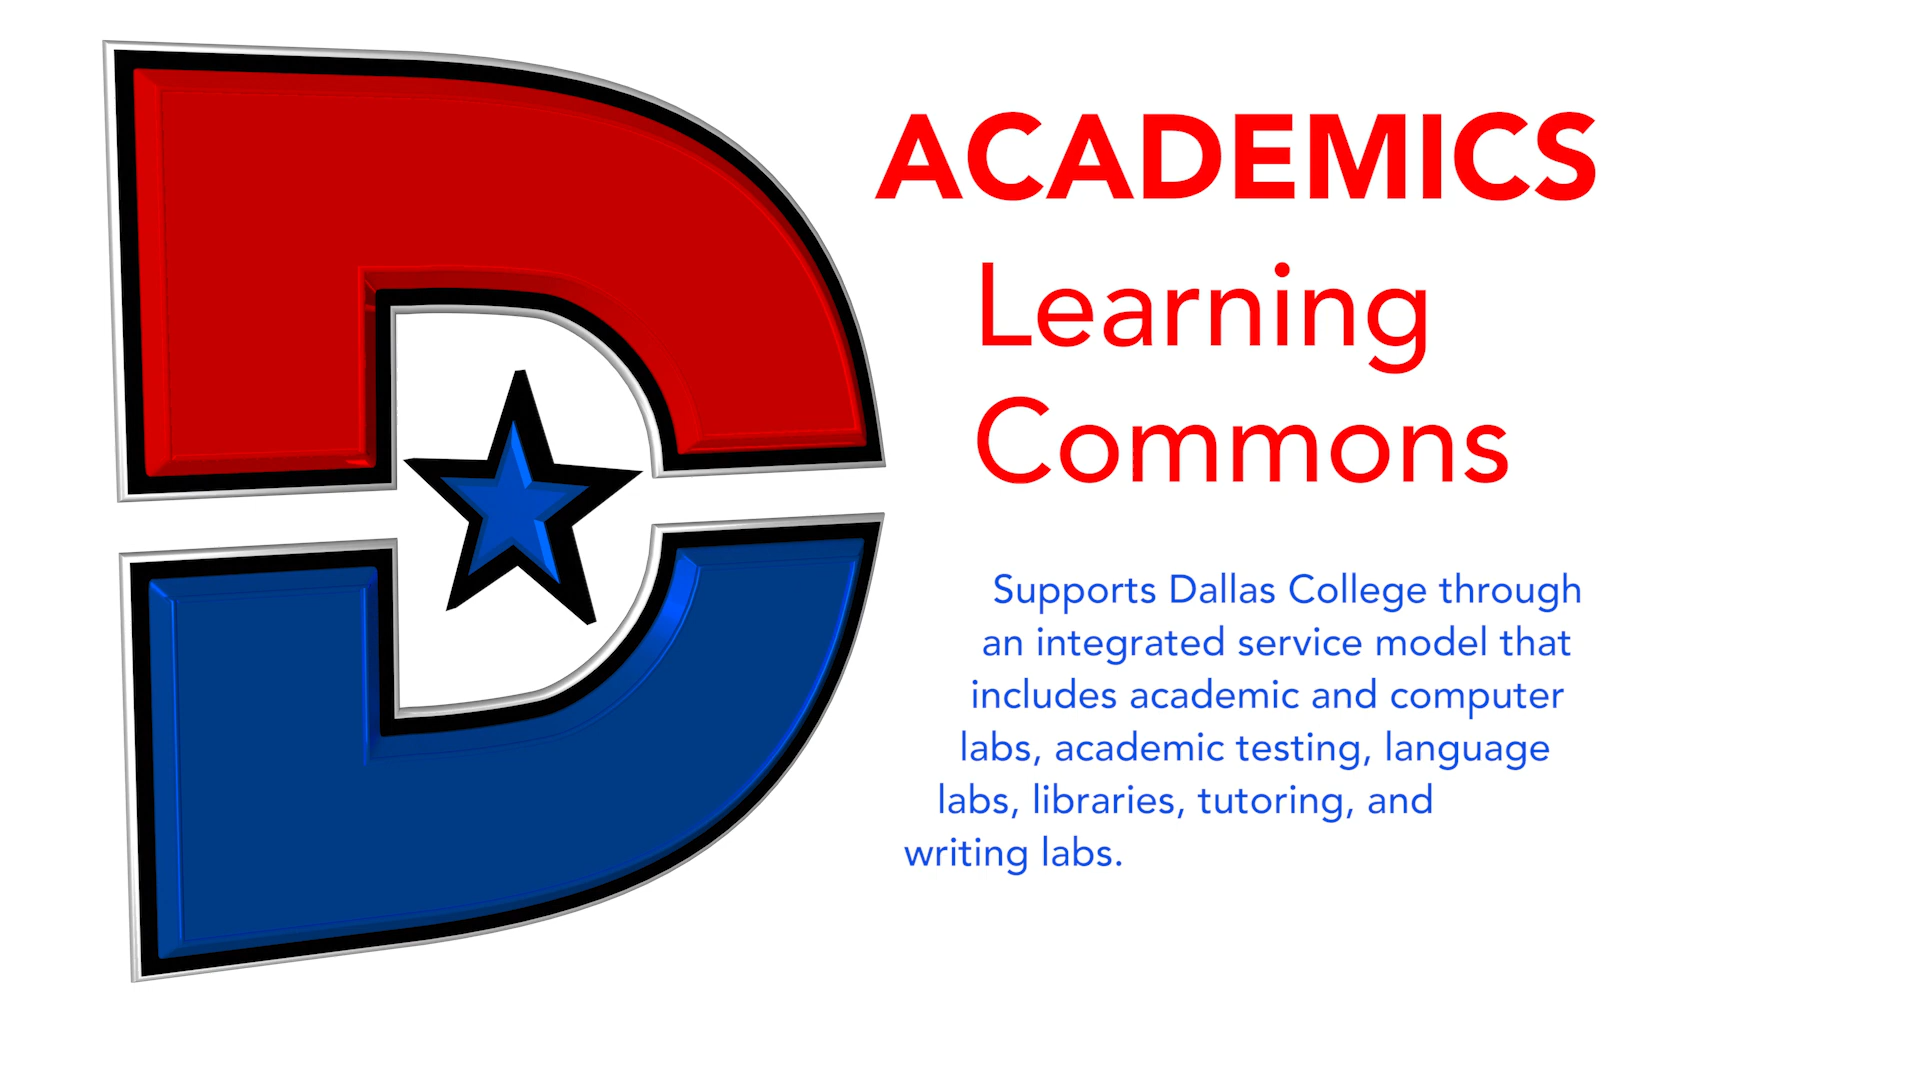 ACADEMICS
Learning
Commons
Supports Dallas College through
an integrated service model that
includes academic and computer
labs, academic testing, language
labs, libraries, tutoring, and
writing labs.